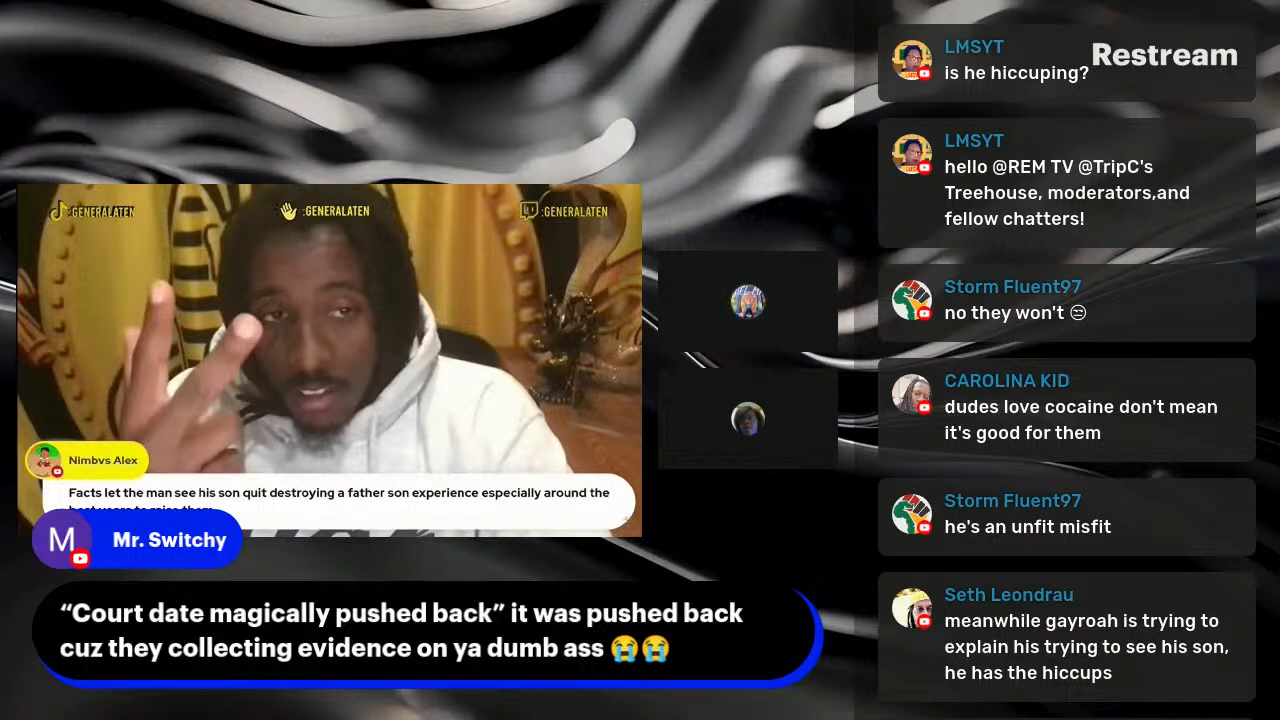 :GENERALATEN
:GENERALATEN
:GENERALATEN
Nimbvs Alex
Facts let the man see his son quit destroying a father son experience especially around the
M
Mr. Switchy
“Court date magically pushed back” it was pushed back
cuz they collecting evidence on ya dumb ass 😭😭
Restream
LMSYT
is he hiccuping?
LMSYT
hello @REM TV @TripC's
Treehouse, moderators,and
fellow chatters!
Storm Fluent97
no they won't 😒
CAROLINA KID
dudes love cocaine don't mean
it's good for them
Storm Fluent97
he's an unfit misfit
Seth Leondrau
meanwhile gayroah is trying to
explain his trying to see his son,
he has the hiccups